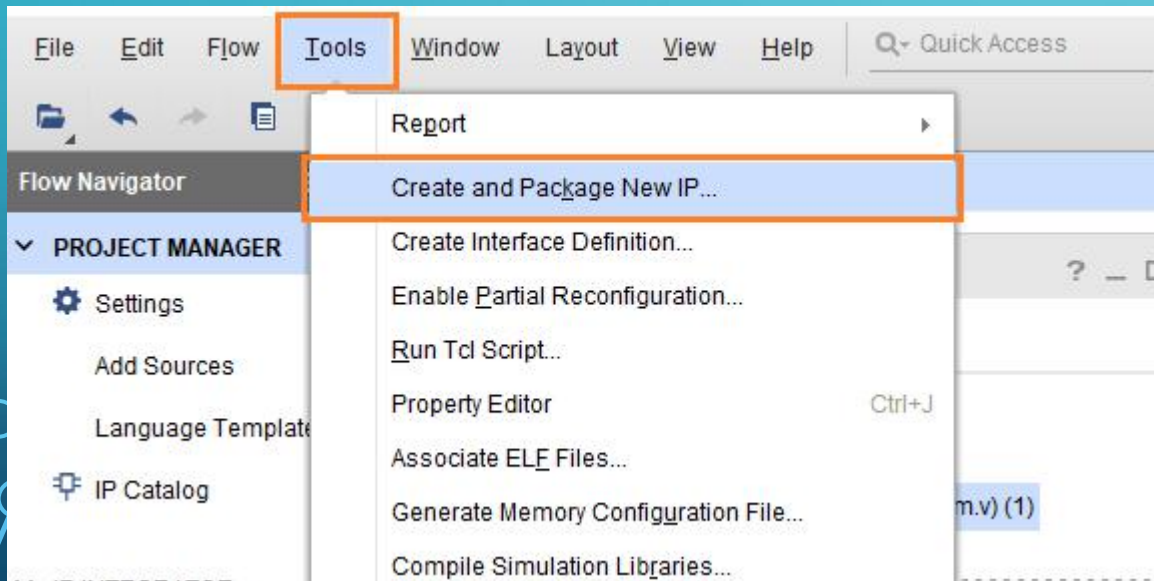 File Edit Flow Tools Window Layout View Help Quick Access
Report
Flow Navigator
Create and Package New IP...
PROJECT MANAGER
Create Interface Definition...
? _
Settings
Enable Partial Reconfiguration...
Run Tcl Script...
Add Sources
Property Editor Ctrl+J
Language Template
Associate ELF Files...
IP Catalog
Generate Memory Configuration File...
m.v) (1)
Compile Simulation Libraries...